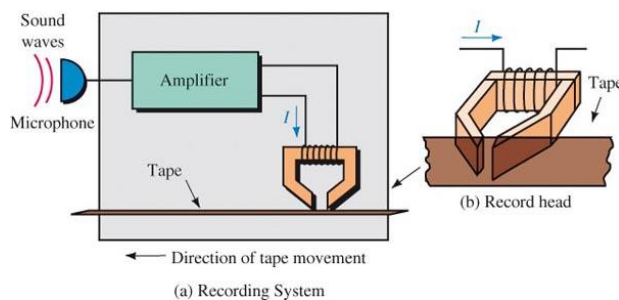 Sound
waves
Microphone
Amplifier
I
Tape
Direction of tape movement
(a) Recording System
I
Tape
(b) Record head